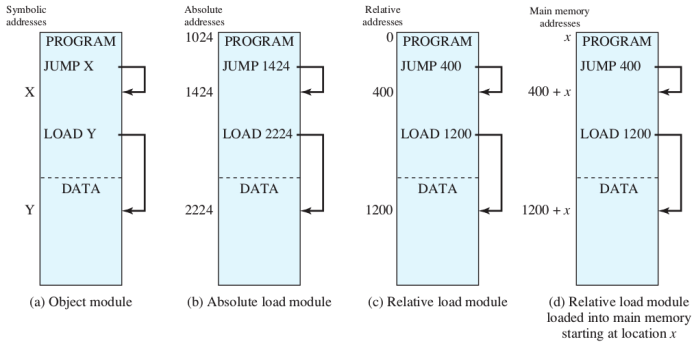 Symbolic
addresses
PROGRAM
JUMP X
X
LOAD Y
DATA
Y
(a) Object module
Absolute
addresses
1024
PROGRAM
JUMP 1424
1424
LOAD 2224
DATA
2224
(b) Absolute load module
Relative
addresses
0
PROGRAM
JUMP 400
400
LOAD 1200
DATA
1200
(c) Relative load module
Main memory
addresses
x
PROGRAM
JUMP 400
400 + x
LOAD 1200
DATA
1200 + x
(d) Relative load module
loaded into main memory
starting at location x